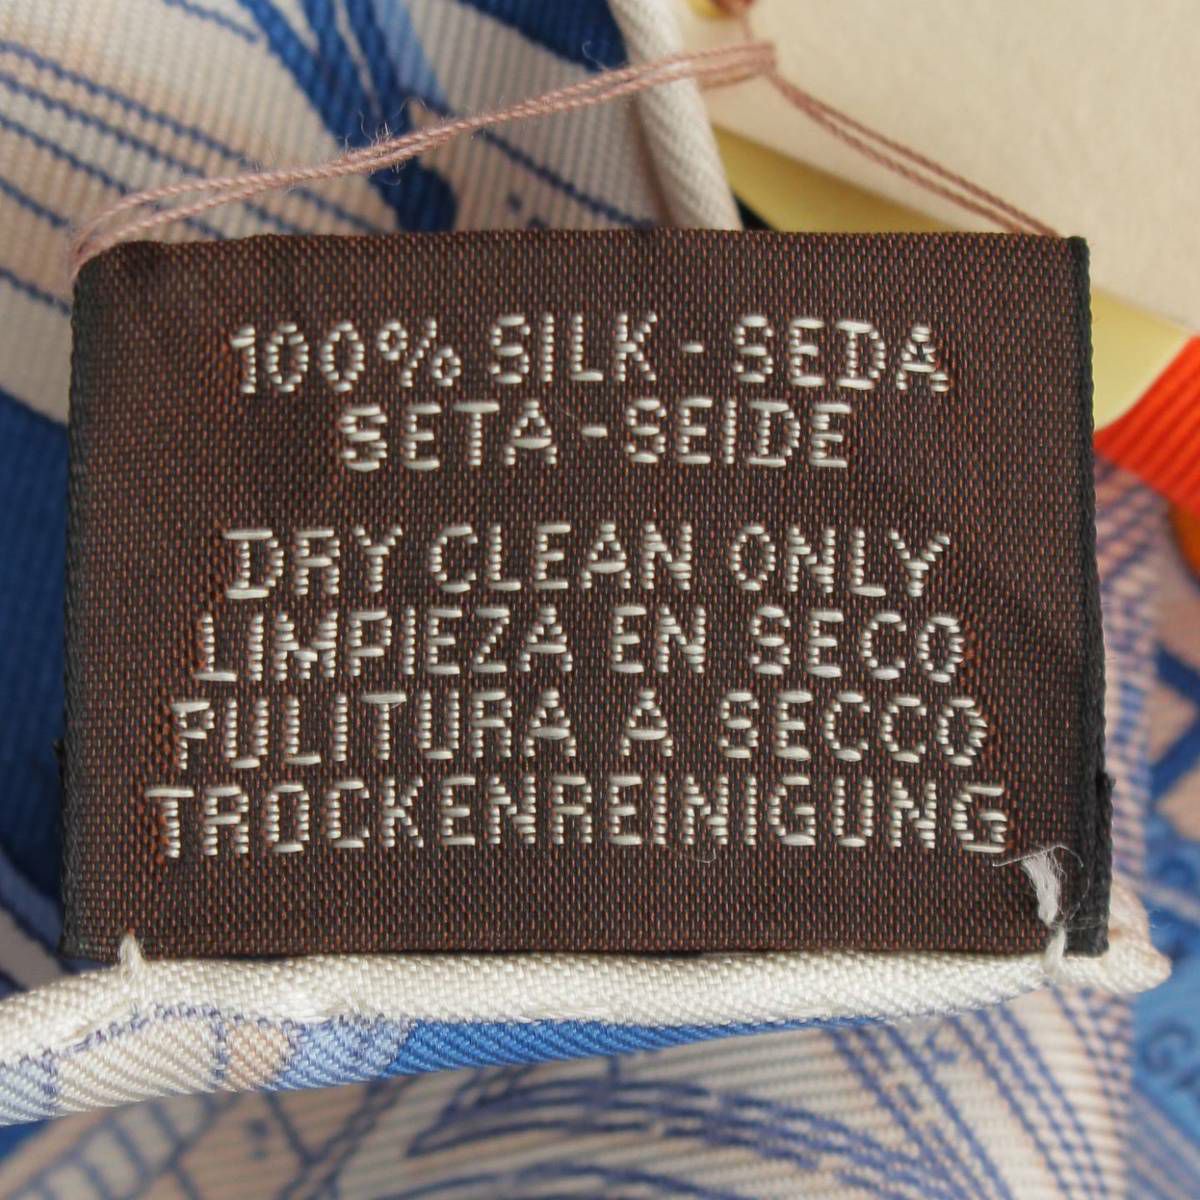 100% SILK - SEDA
SETA - SEIDE
DRY CLEAN ONLY
LIMPIEZA EN SECO
PULITURA A SECCO
TROCKENREINIGUNG